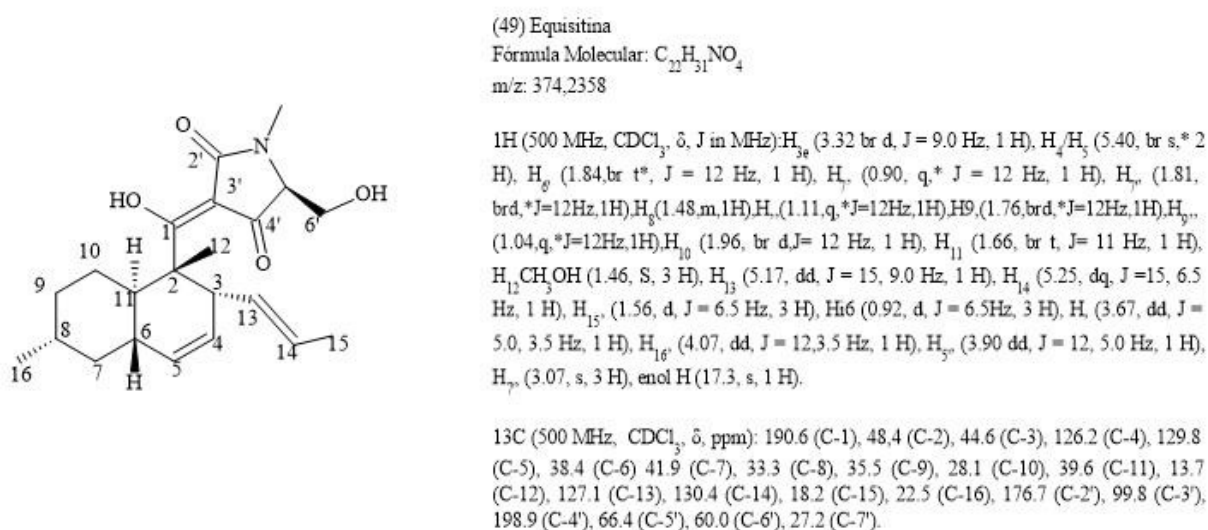 (49) Equisitina
Fórmula Molecular: C22H31NO4
m/z: 374,2358
1H (500 MHz, CDCl3, δ, J in MHz):H3e (3.32 br d, J = 9.0 Hz, 1 H), H4/H5 (5.40, br s,* 2
H), H6' (1.84,br t*, J = 12 Hz, 1 H), H7' (0.90, q,* J = 12 Hz, 1 H), H7'' (1.81,
brd,*J=12Hz,1H),H8(1.48,m,1H),H,,(1.11,q,*J=12Hz,1H),H9,(1.76,brd,*J=12Hz,1H),H9''
(1.04,q,*J=12Hz,1H),H10 (1.96, br d,J= 12 Hz, 1 H), H11 (1.66, br t, J= 11 Hz, 1 H),
H12CH3OH (1.46, S, 3 H), H13 (5.17, dd, J = 15, 9.0 Hz, 1 H), H14 (5.25, dq, J =15, 6.5
Hz, 1 H), H15, (1.56, d, J = 6.5 Hz, 3 H), Hi6 (0.92, d, J = 6.5Hz, 3 H), H, (3.67, dd, J =
5.0, 3.5 Hz, 1 H), H16' (4.07, dd, J = 12,3.5 Hz, 1 H), H5'' (3.90 dd, J = 12, 5.0 Hz, 1 H),
H7'' (3.07, s, 3 H), enol H (17.3, s, 1 H).
13C (500 MHz, CDCl3, δ, ppm): 190.6 (C-1), 48,4 (C-2), 44.6 (C-3), 126.2 (C-4), 129.8
(C-5), 38.4 (C-6) 41.9 (C-7), 33.3 (C-8), 35.5 (C-9), 28.1 (C-10), 39.6 (C-11), 13.7
(C-12), 127.1 (C-13), 130.4 (C-14), 18.2 (C-15), 22.5 (C-16), 176.7 (C-2'), 99.8 (C-3'),
198.9 (C-4'), 66.4 (C-5'), 60.0 (C-6'), 27.2 (C-7').
O
N
2'
3'
OH
HO
4'
6'
1
H
12
O
10
2
9
11
3
13
8
6
4
14
15
16
7
5
H